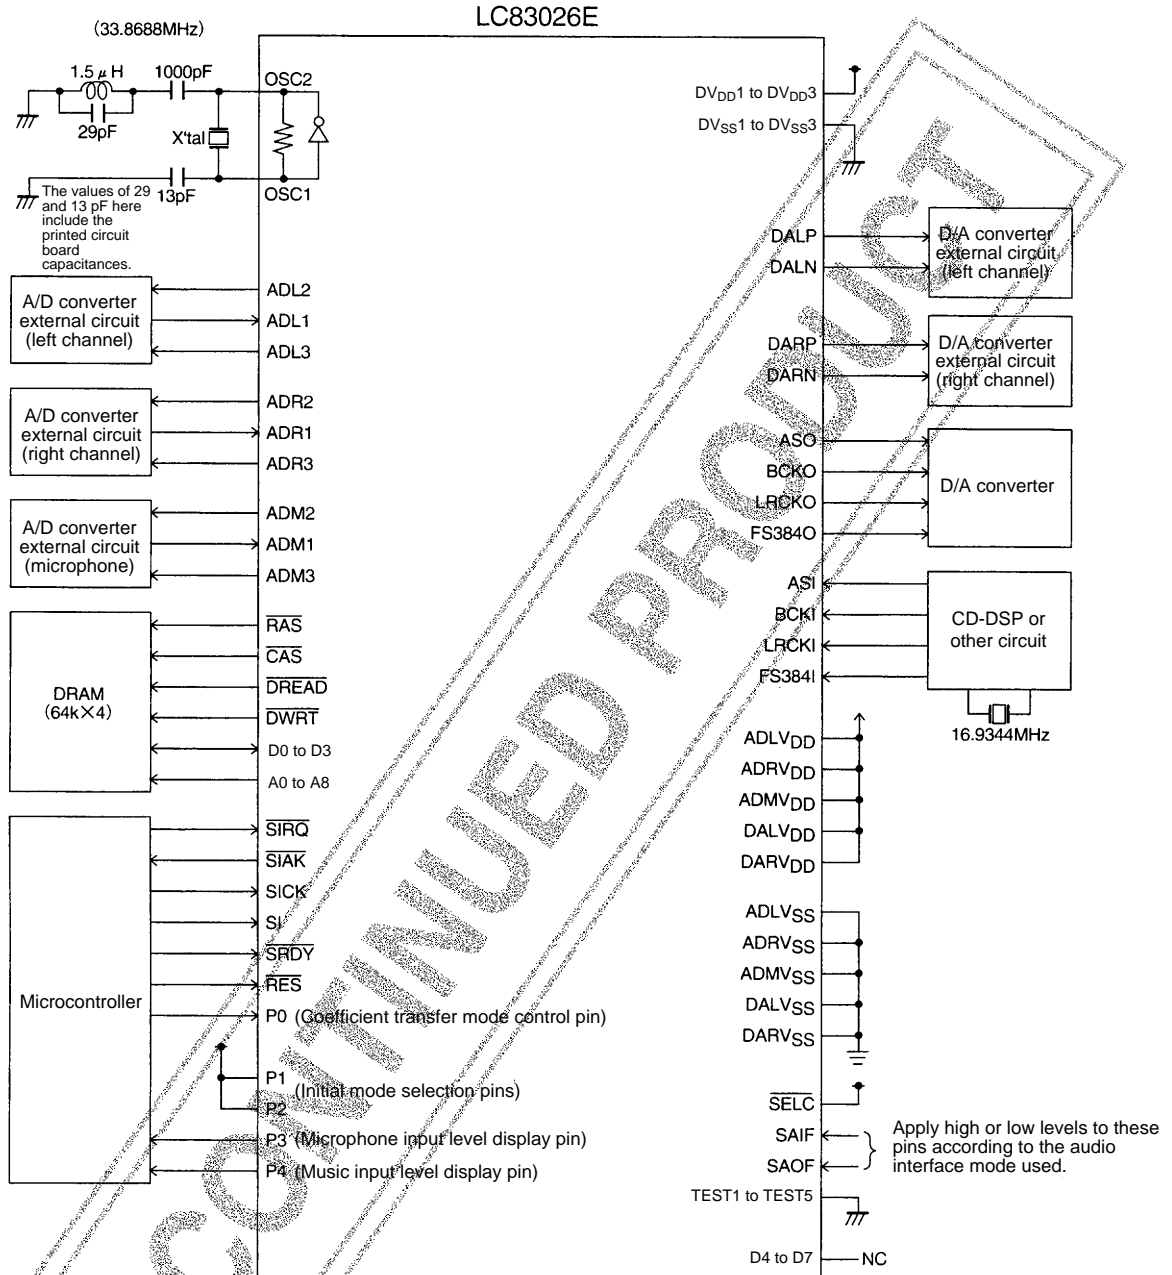 LC83026E
(33.8688MHz)
1.5 μH
1000pF
OSC2
29pF
X'tal
13pF
OSC1
The values of 29
and 13 pF here
include the
printed circuit
board
capacitances.
A/D converter
external circuit
(left channel)
ADL2
ADL1
ADL3
A/D converter
external circuit
(right channel)
ADR2
ADR1
ADR3
A/D converter
external circuit
(microphone)
ADM2
ADM1
ADM3
DRAM
(64k×4)
RAS
CAS
DREAD
DWRT
D0 to D3
A0 to A8
Microcontroller
SIRQ
SIAK
SICK
SI
SRDY
RES
P0 (Coefficient transfer mode control pin)
P1
(Initial mode selection pins)
P2
P3 (Microphone input level display pin)
P4 (Music input level display pin)
DVDD1 to DVDD3
DVSS1 to DVSS3
DALP
DALN
D/A converter
external circuit
(left channel)
DARP
DARN
D/A converter
external circuit
(right channel)
ASO
BCKO
LRCKO
FS384O
D/A converter
ASI
BCKI
LRCKI
FS384I
CD-DSP or
other circuit
16.9344MHz
ADLVDD
ADRVDD
ADMVDD
DALVDD
DARVDD
ADLVSS
ADRVSS
ADMVSS
DALVSS
DARVSS
SELC
SAIF
SAOF
Apply high or low levels to these
pins according to the audio
interface mode used.
TEST1 to TEST5
D4 to D7
NC
CONTINUED PRODUCT